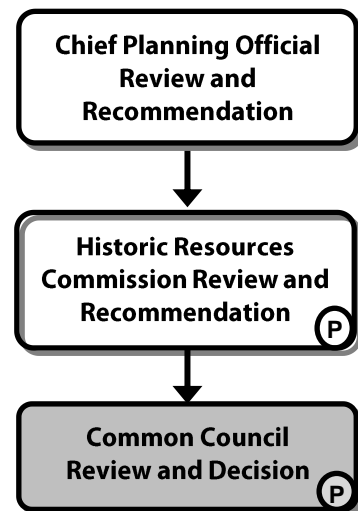 Chief Planning Official
Review and
Recommendation
Historic Resources
Commission Review and
Recommendation
P
Common Council
Review and Decision
P